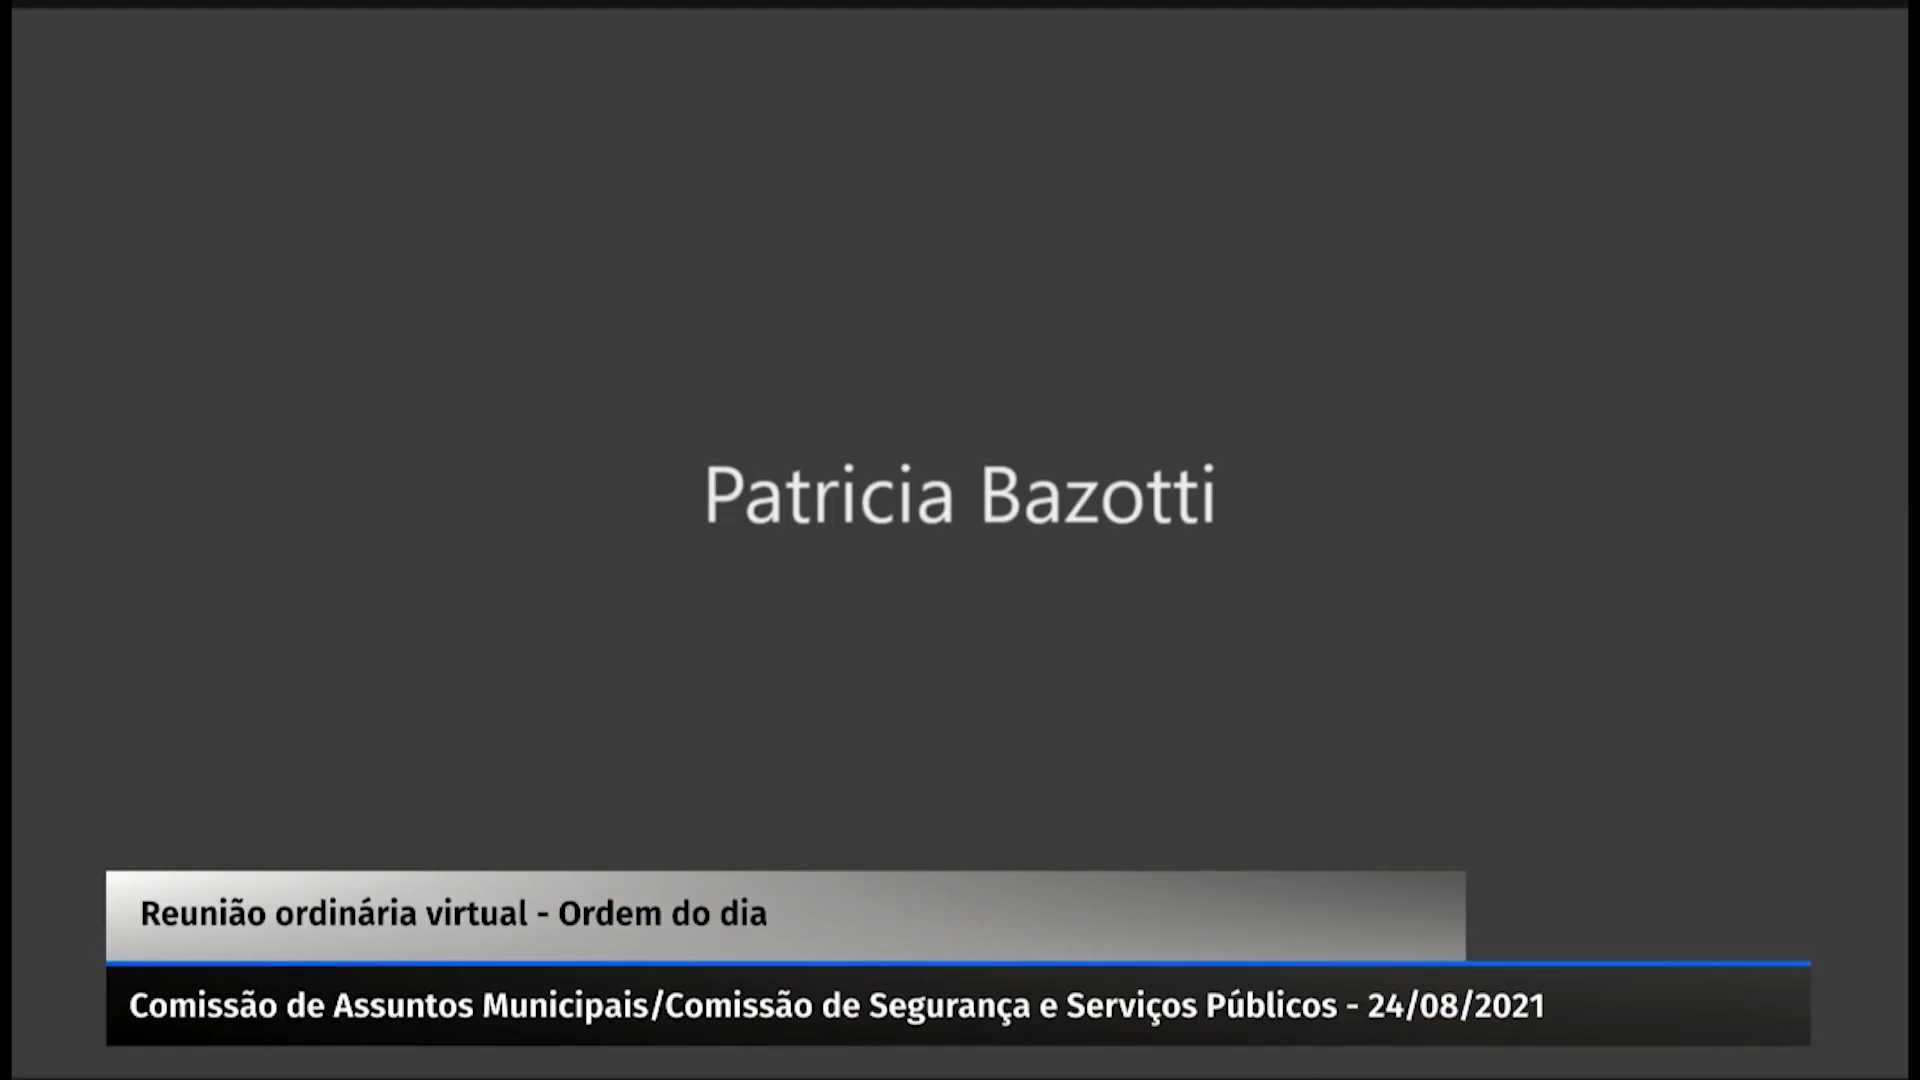 Patricia Bazotti
Reunião ordinária virtual - Ordem do dia
Comissão de Assuntos Municipais/Comissão de Segurança e Serviços Públicos - 24/08/2021